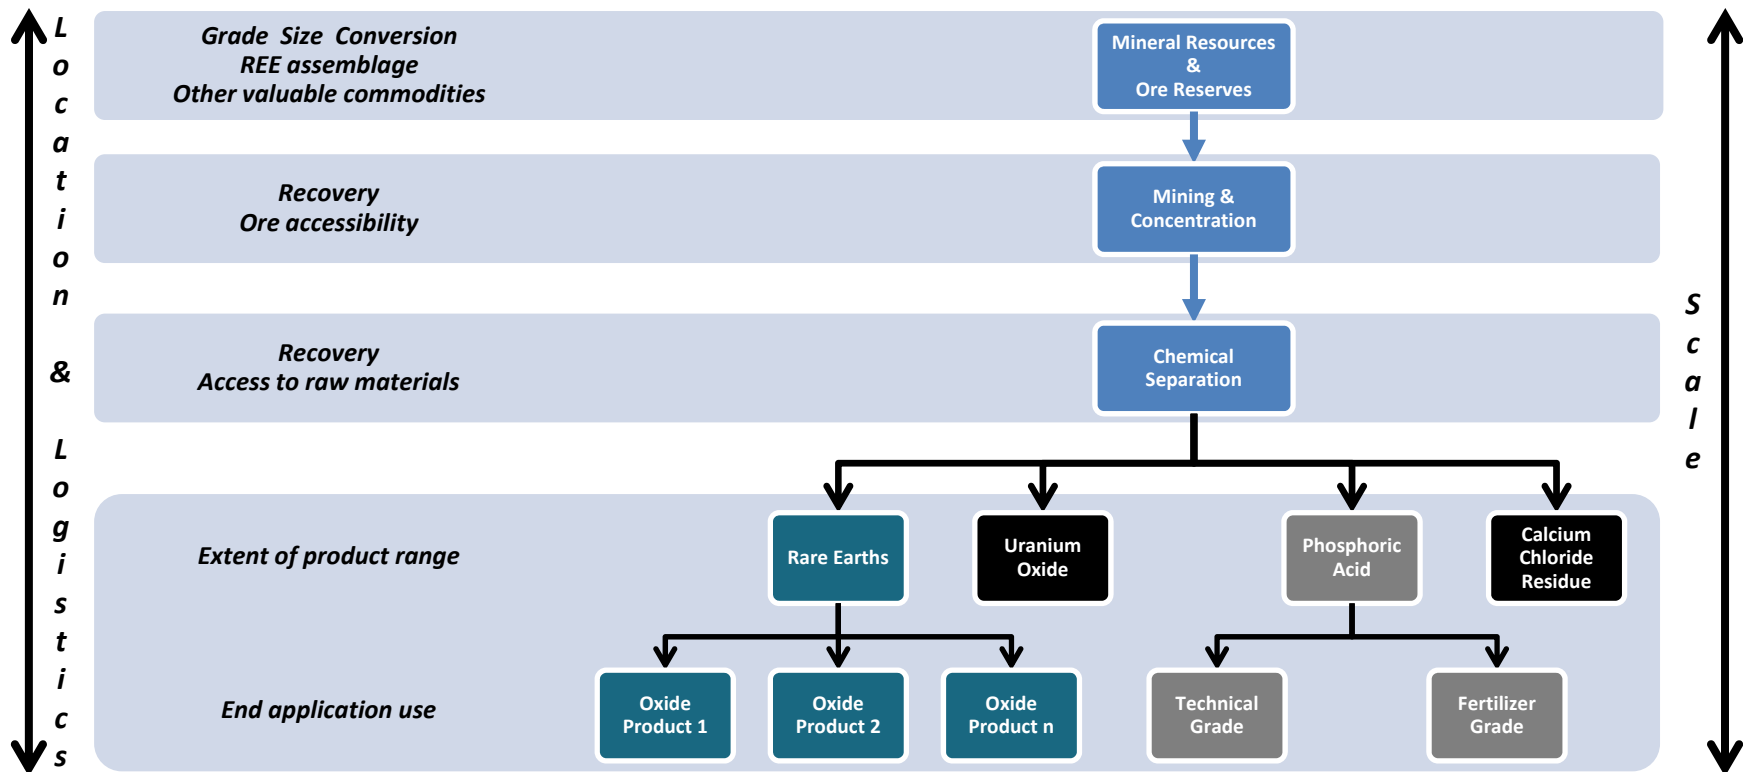 Location & Logistics
Grade Size Conversion
REE assemblage
Other valuable commodities
Mineral Resources
&
Ore Reserves
Recovery
Ore accessibility
Mining &
Concentration
Recovery
Access to raw materials
Chemical
Separation
Scale
Extent of product range
Rare Earths
Uranium
Oxide
Phosphoric
Acid
Calcium
Chloride
Residue
End application use
Oxide
Product 1
Oxide
Product 2
Oxide
Product n
Technical
Grade
Fertilizer
Grade